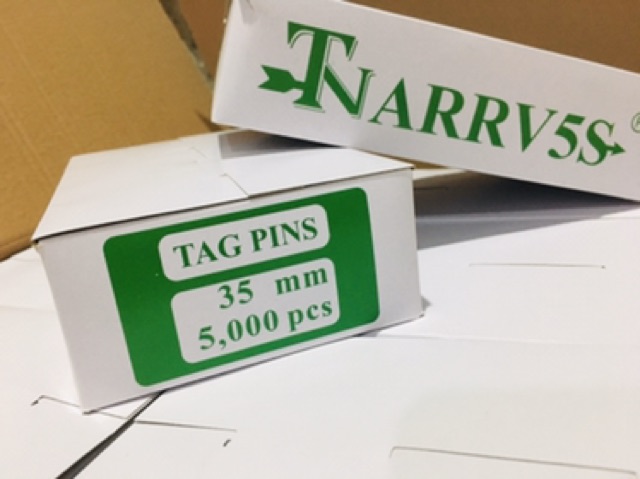 TNARRV5S
TAG PINS
35 mm
5,000 pcs